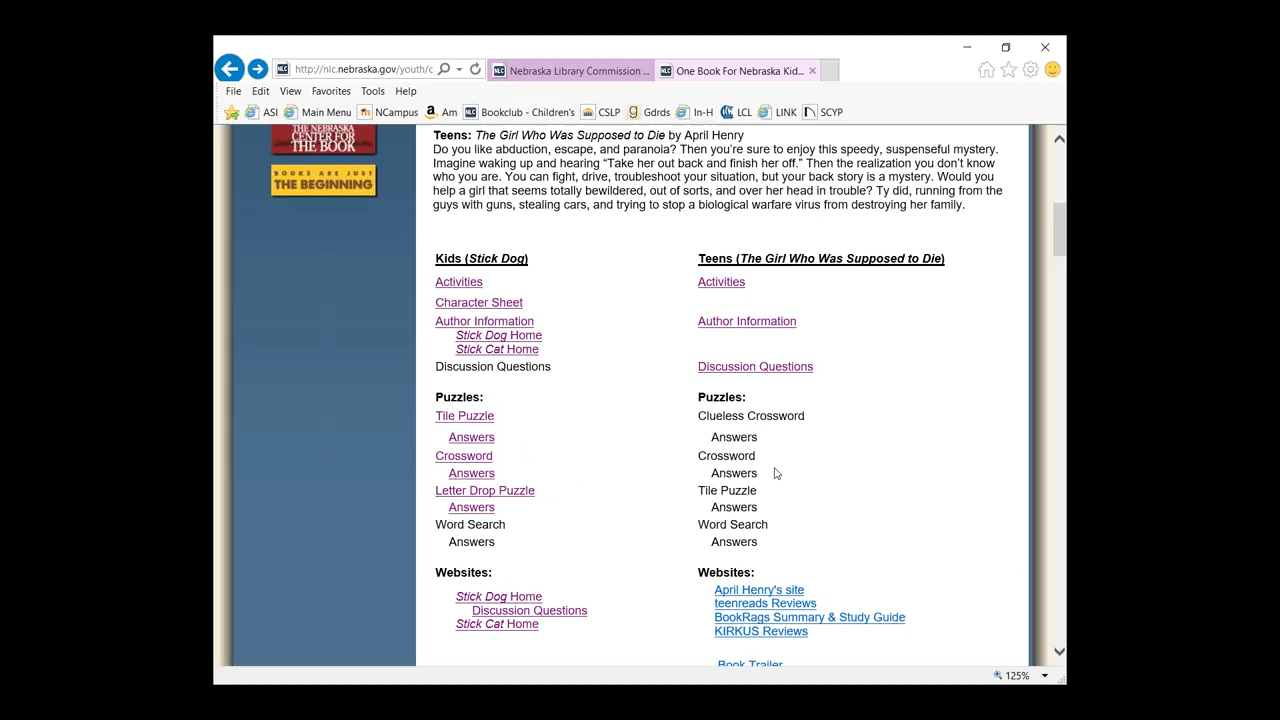 http://nlc.nebraska.gov/youth/c
NLC Nebraska Library Commission ...
NLC One Book For Nebraska Kid...
File Edit View Favorites Tools Help
ASI Main Menu NCampus Am Bookclub - Children's CSLP Gdrds In-H LCL LINK SCYP
THE NEBRASKA
CENTER FOR
THE BOOK
BOOKS ARE JUST
THE BEGINNING
Teens: The Girl Who Was Supposed to Die by April Henry
Do you like abduction, escape, and paranoia? Then you're sure to enjoy this speedy, suspenseful mystery.
Imagine waking up and hearing “Take her out back and finish her off.” Then the realization you don’t know
who you are. You can fight, drive, troubleshoot your situation, but your back story is a mystery. Would you
help a girl that seems totally bewildered, out of sorts, and over her head in trouble? Ty did, running from the
guys with guns, stealing cars, and trying to stop a biological warfare virus from destroying her family.
Kids (Stick Dog)
Activities
Character Sheet
Author Information
Stick Dog Home
Stick Cat Home
Discussion Questions
Puzzles:
Tile Puzzle
Answers
Crossword
Answers
Letter Drop Puzzle
Answers
Word Search
Answers
Websites:
Stick Dog Home
Discussion Questions
Stick Cat Home
Teens (The Girl Who Was Supposed to Die)
Activities
Author Information
Discussion Questions
Puzzles:
Clueless Crossword
Answers
Crossword
Answers
Tile Puzzle
Answers
Word Search
Answers
Websites:
April Henry's site
teenreads Reviews
BookRags Summary & Study Guide
KIRKUS Reviews
Book Trailer
125%